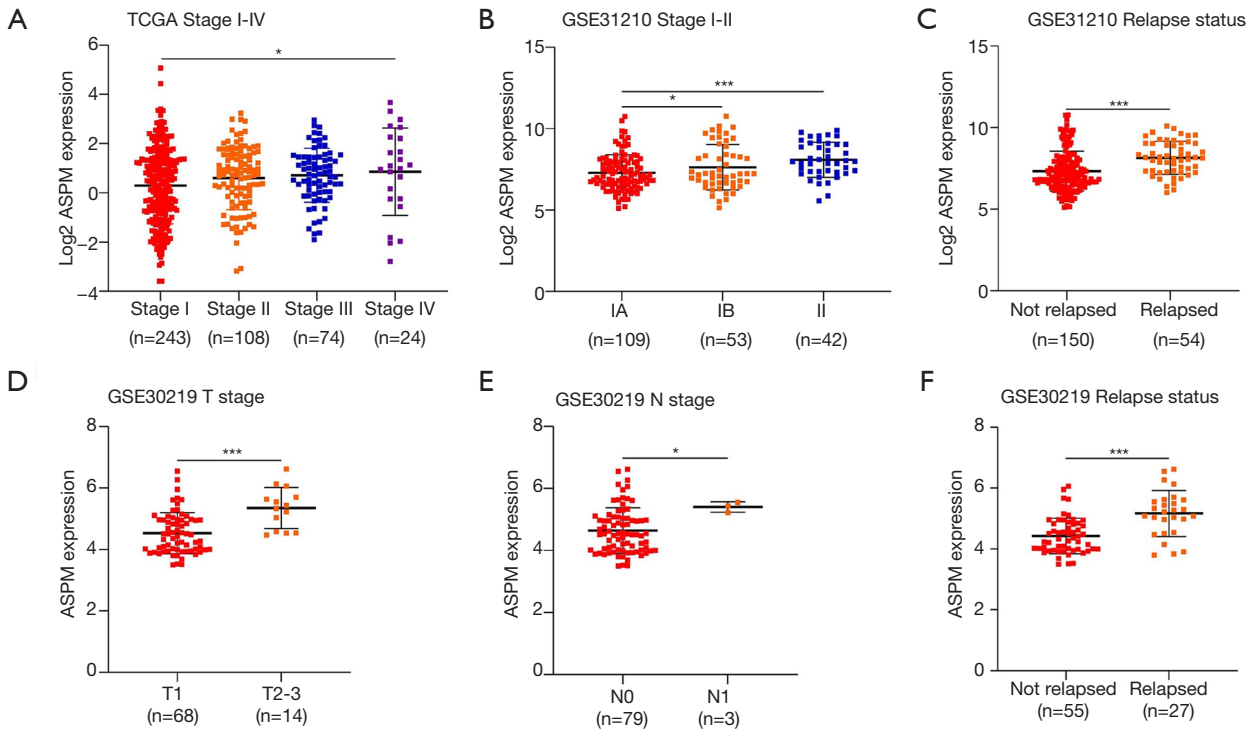 A
TCGA Stage I-IV
Log2 ASPM expression
6
4
2
0
−2
−4
*
Stage I
Stage II
Stage III
Stage IV
(n=243)
(n=108)
(n=74)
(n=24)
B
GSE31210 Stage I-II
Log2 ASPM expression
15
10
5
0
***
*
IA
IB
II
(n=109)
(n=53)
(n=42)
C
GSE31210 Relapse status
Log2 ASPM expression
15
10
5
0
***
Not relapsed
Relapsed
(n=150)
(n=54)
D
GSE30219 T stage
ASPM expression
8
6
4
2
0
***
T1
T2-3
(n=68)
(n=14)
E
GSE30219 N stage
ASPM expression
8
6
4
2
0
*
N0
N1
(n=79)
(n=3)
F
GSE30219 Relapse status
ASPM expression
8
6
4
2
0
***
Not relapsed
Relapsed
(n=55)
(n=27)